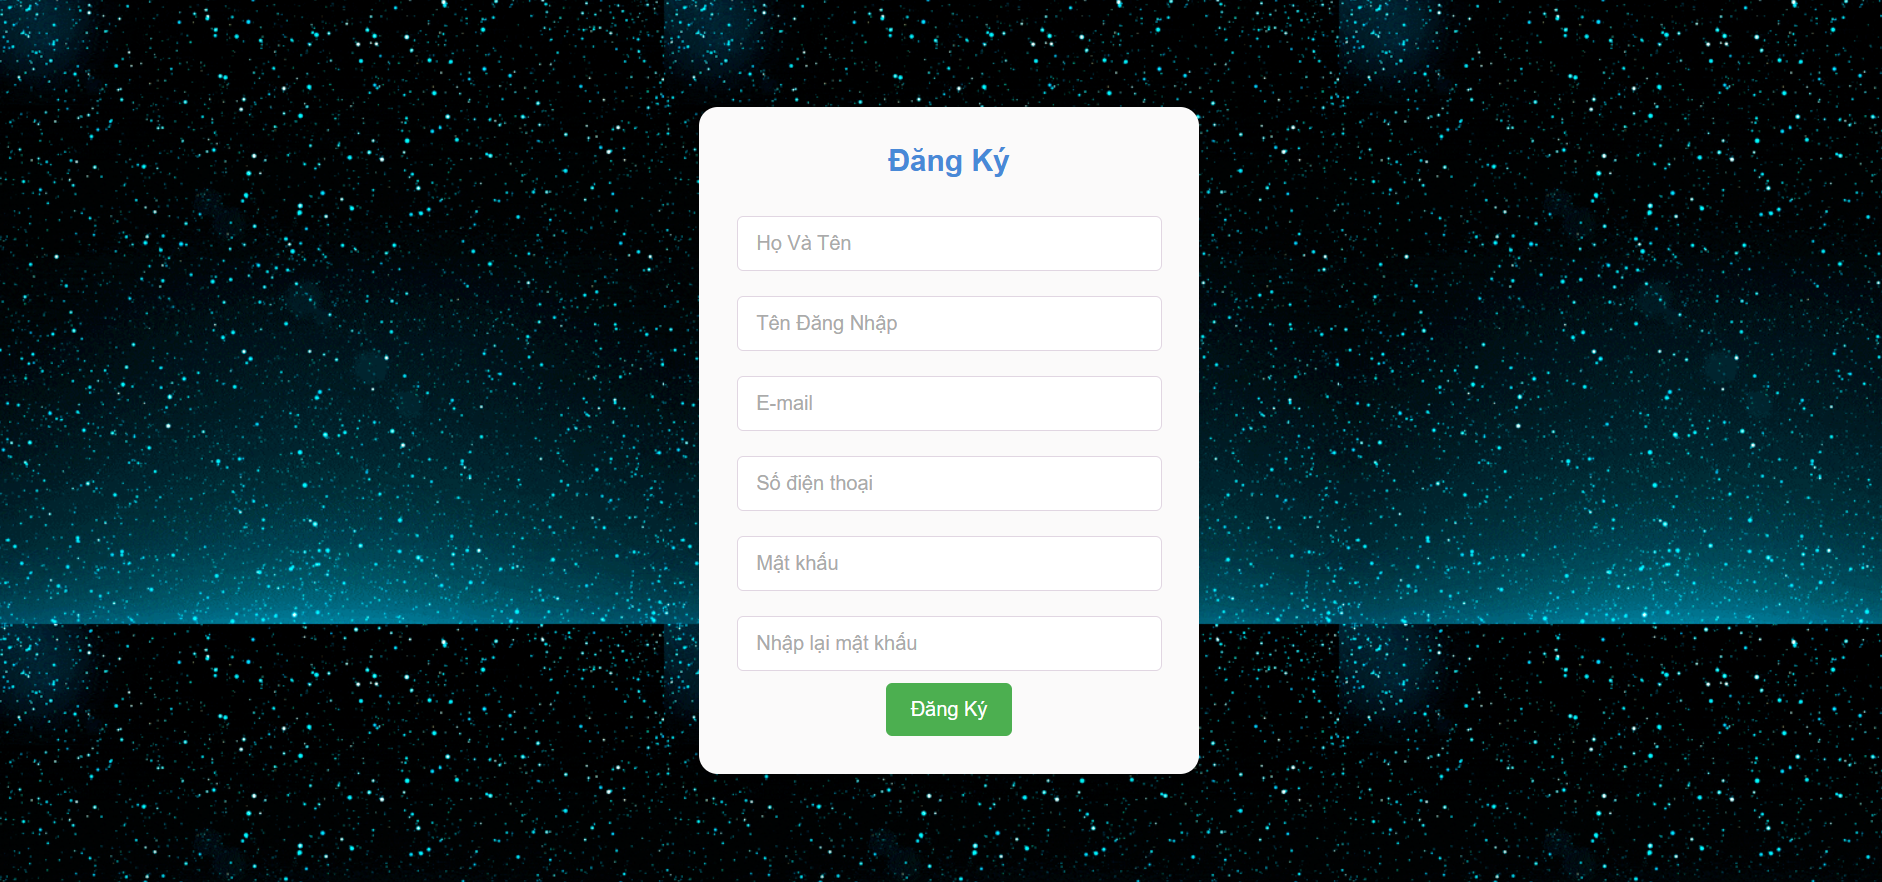 Đăng Ký
Họ Và Tên
Tên Đăng Nhập
E-mail
Số điện thoại
Mật khẩu
Nhập lại mật khẩu
Đăng Ký